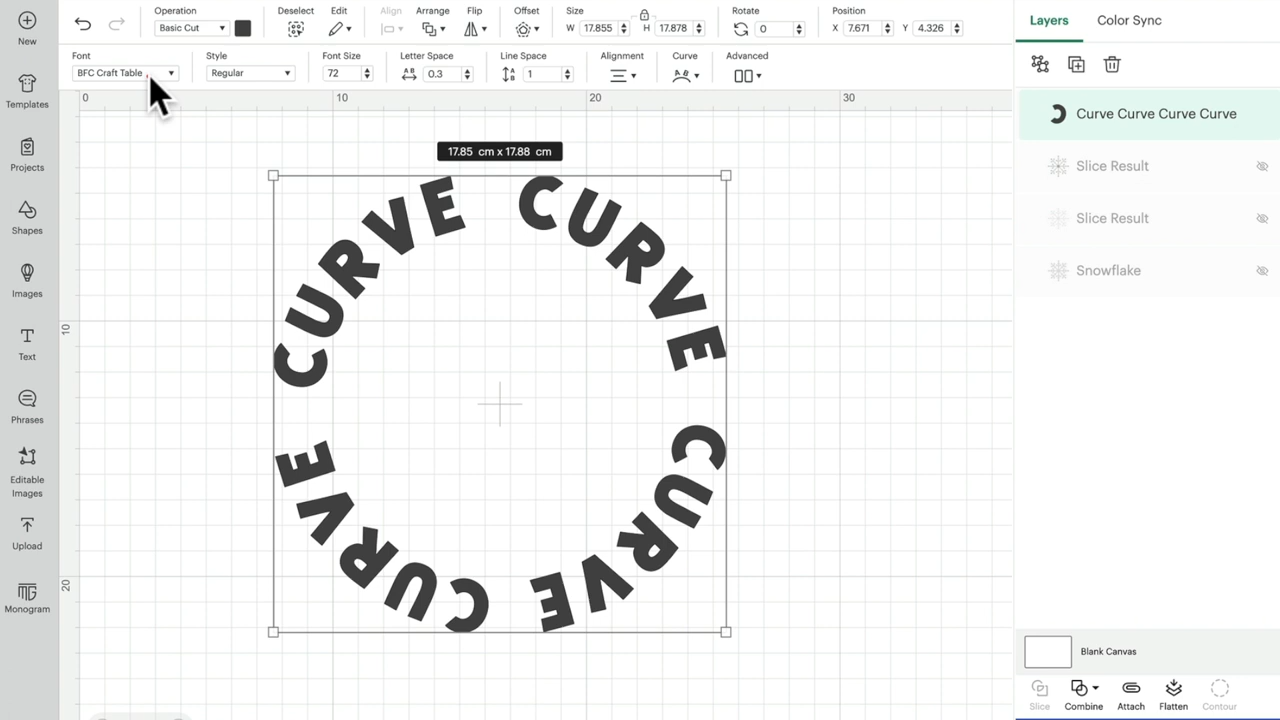 New
Templates
Projects
Shapes
Images
Text
Phrases
Editable
Images
Upload
Monogram
Operation
Basic Cut
Deselect
Edit
Align
Arrange
Flip
Offset
Size
W 17.855
H 17.878
Rotate
0
Position
X 7.671
Y 4.326
Font
BFC Craft Table
Style
Regular
Font Size
72
Letter Space
0.3
Line Space
1
Alignment
Curve
Advanced
0
10
20
30
10
20
17.85 cm x 17.88 cm
CURVE CURVE CURVE CURVE
Layers
Color Sync
Curve Curve Curve Curve
Slice Result
Slice Result
Snowflake
Blank Canvas
Slice
Combine
Attach
Flatten
Contour